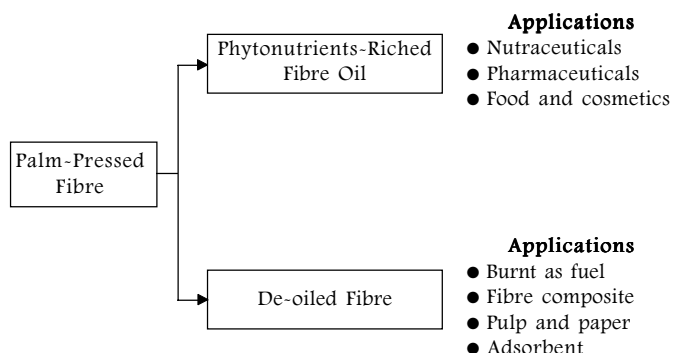 Applications
Phytonutrients-Riched
Fibre Oil
● Nutraceuticals
● Pharmaceuticals
● Food and cosmetics
Palm-Pressed
Fibre
Applications
De-oiled Fibre
● Burnt as fuel
● Fibre composite
● Pulp and paper
● Adsorbent